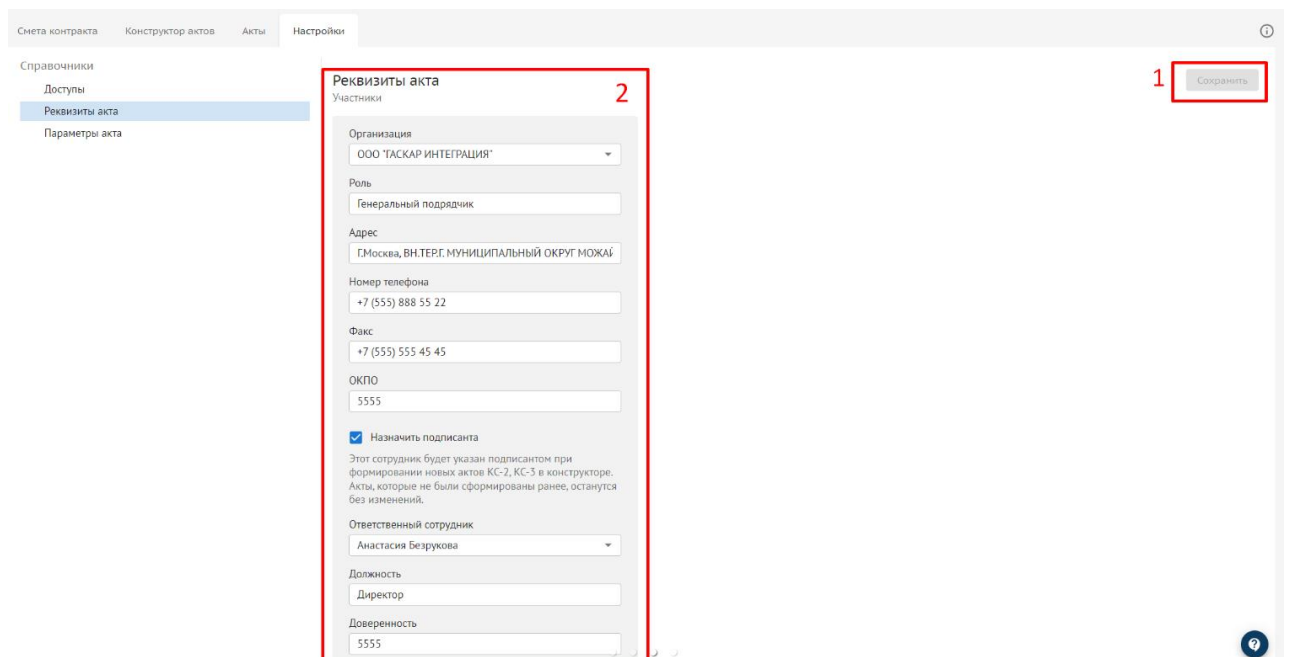 Смета контракта Конструктор актов Акты Настройки
Справочники
Доступы
Реквизиты акта
Параметры акта
1
Сохранить
Реквизиты акта
2
Участники
Организация
ООО "ГАСКАР ИНТЕГРАЦИЯ"
Роль
Генеральный подрядчик
Адрес
Г.Москва, ВН.ТЕР.Г. МУНИЦИПАЛЬНЫЙ ОКРУГ МОЖАЙ
Номер телефона
+7 (555) 888 55 22
Факс
+7 (555) 555 45 45
ОКПО
5555
Назначить подписанта
Этот сотрудник будет указан подписантом при
формировании новых актов КС-2, КС-3 в конструкторе.
Акты, которые не были сформированы ранее, останутся
без изменений.
Ответственный сотрудник
Анастасия Безрукова
Должность
Директор
Доверенность
5555